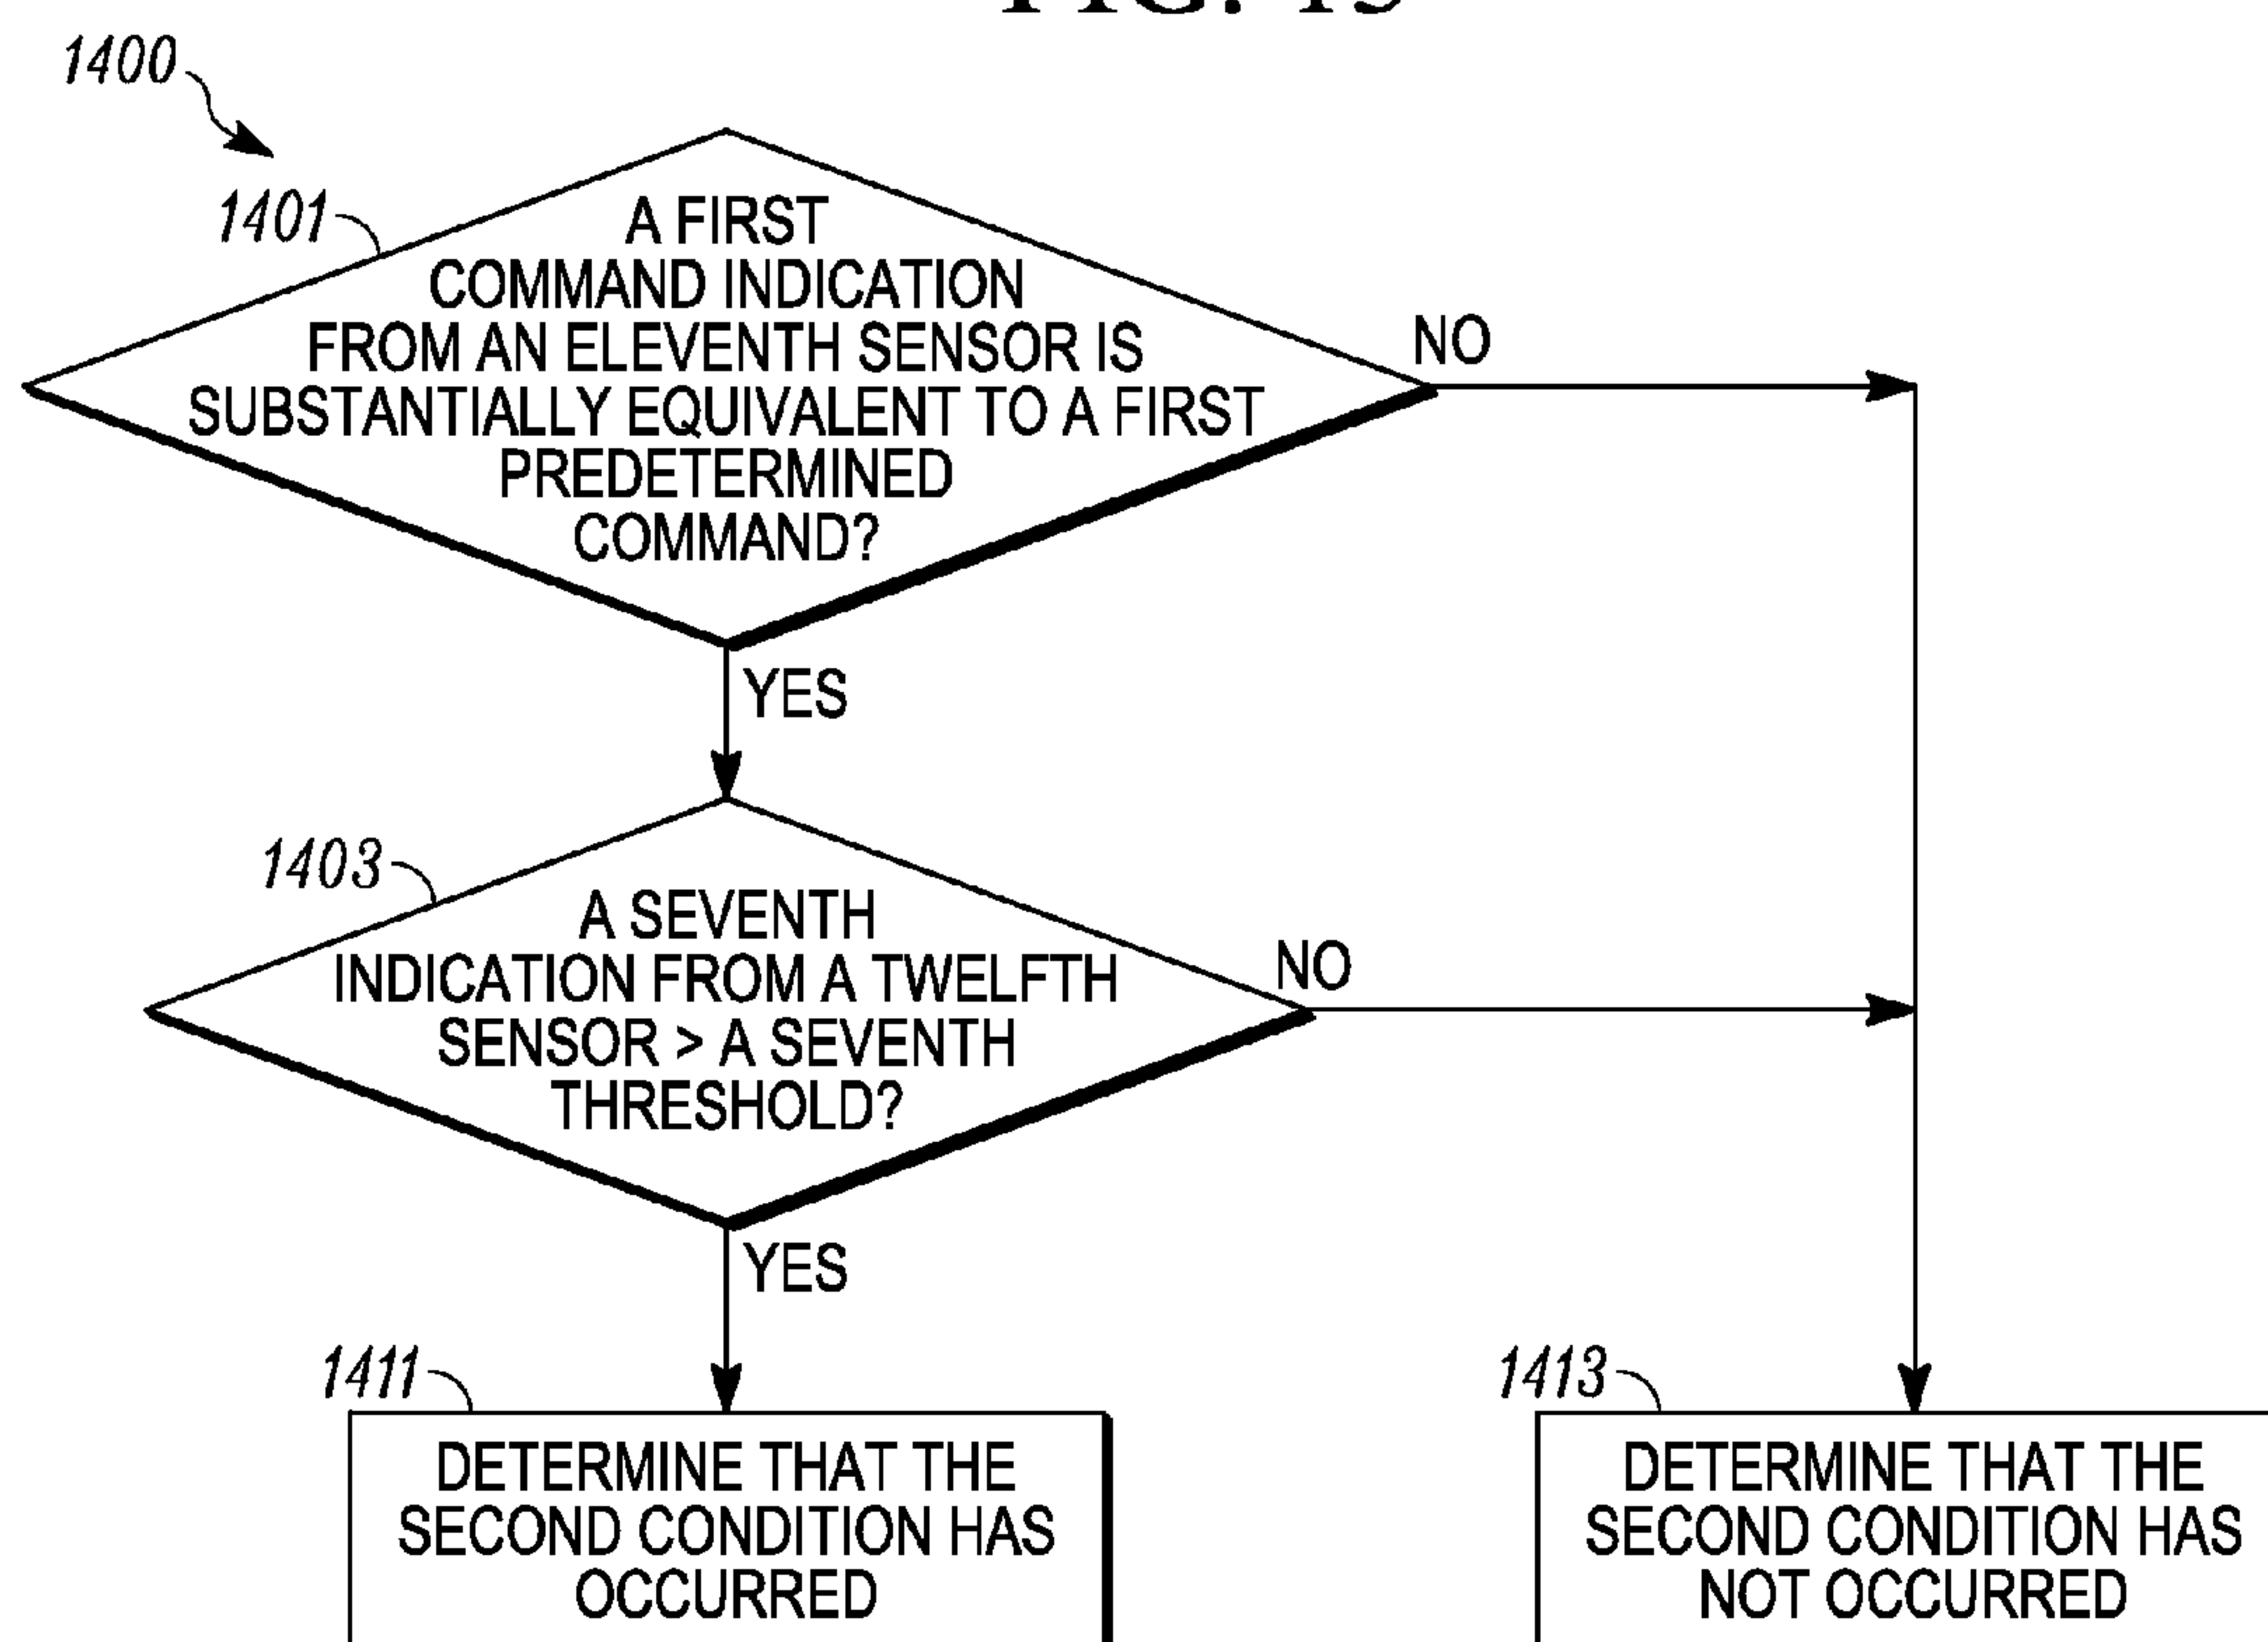 FIG. 13
1400
1401
A FIRST
COMMAND INDICATION
FROM AN ELEVENTH SENSOR IS
SUBSTANTIALLY EQUIVALENT TO A FIRST
PREDETERMINED
COMMAND?
NO
YES
1403
A SEVENTH
INDICATION FROM A TWELFTH
SENSOR > A SEVENTH
THRESHOLD?
NO
YES
1411
DETERMINE THAT THE
SECOND CONDITION HAS
OCCURRED
1413
DETERMINE THAT THE
SECOND CONDITION HAS
NOT OCCURRED